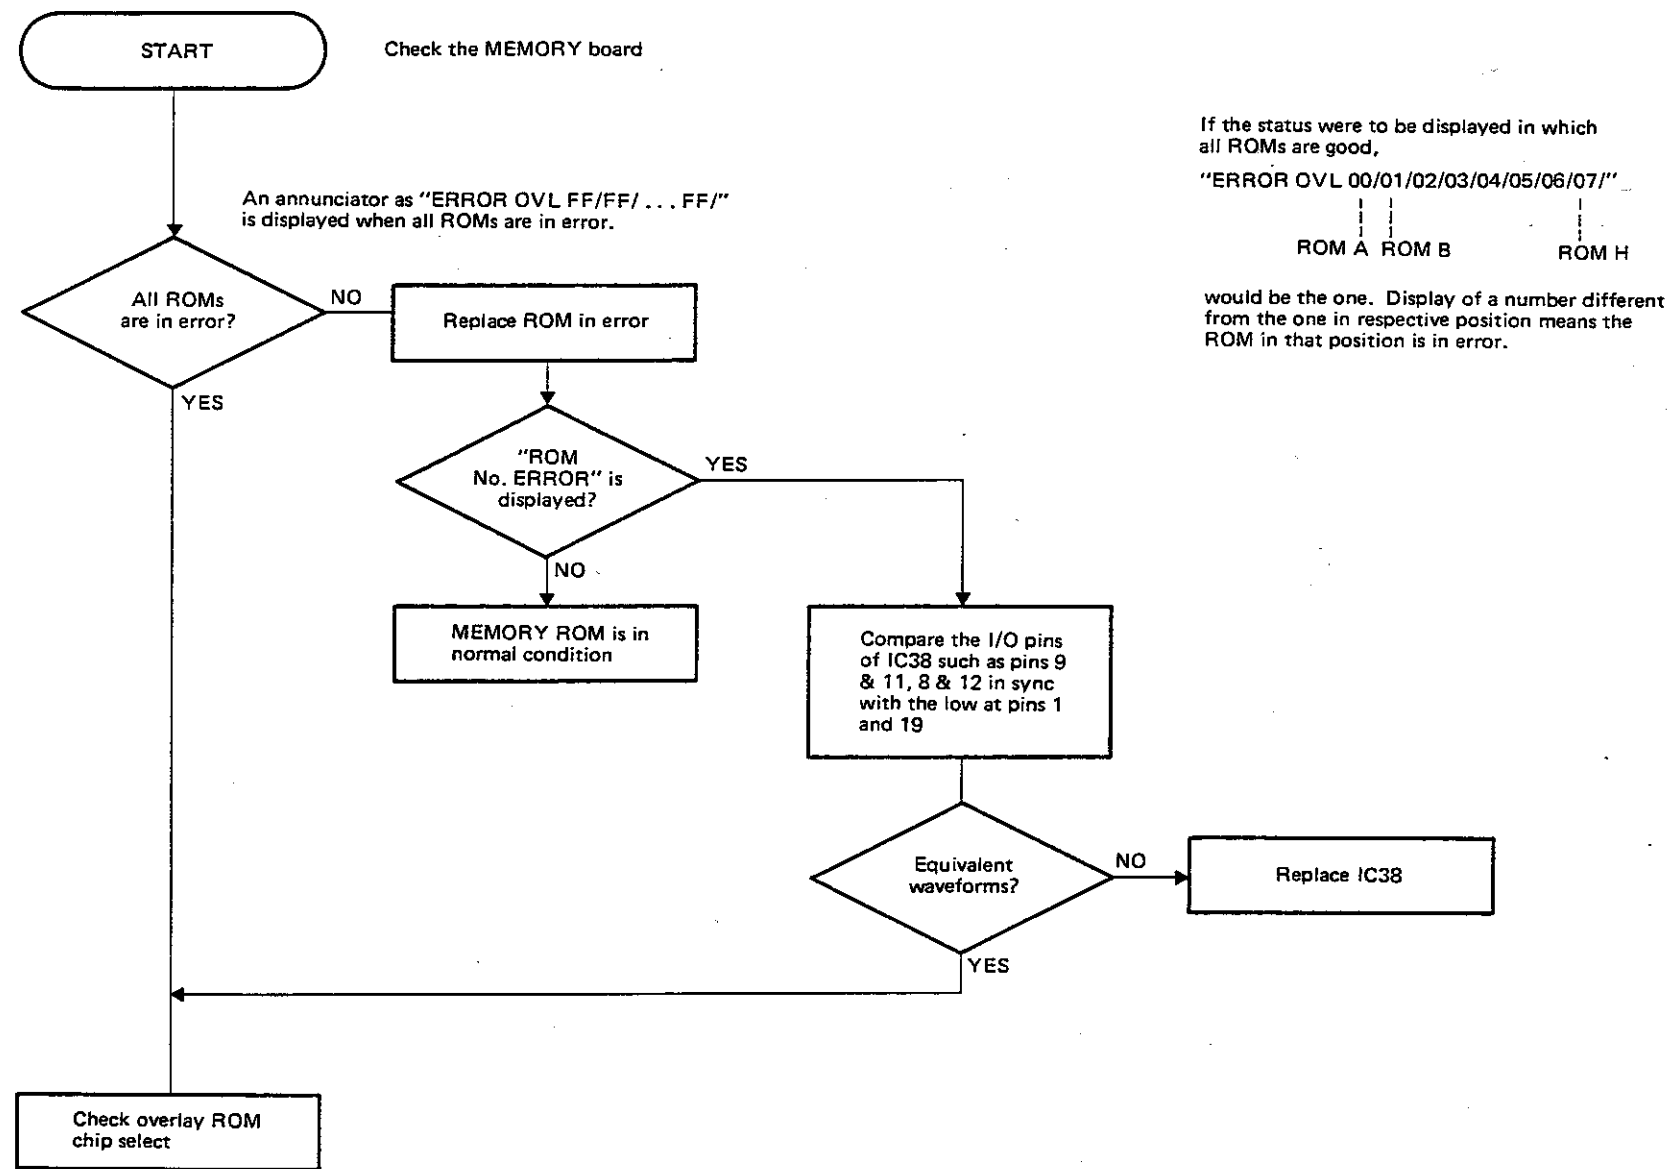 START
Check the MEMORY board
If the status were to be displayed in which
all ROMs are good,
"ERROR OVL 00/01/02/03/04/05/06/07/"
ROM A ROM B ROM H
would be the one. Display of a number different
from the one in respective position means the
ROM in that position is in error.
An annunciator as "ERROR OVL FF/FF/ ... FF/"
is displayed when all ROMs are in error.
All ROMs
are in error?
NO
YES
Replace ROM in error
"ROM
No. ERROR" is
displayed?
YES
NO
MEMORY ROM is in
normal condition
Compare the I/O pins
of IC38 such as pins 9
& 11, 8 & 12 in sync
with the low at pins 1
and 19
Equivalent
waveforms?
NO
YES
Replace IC38
Check overlay ROM
chip select